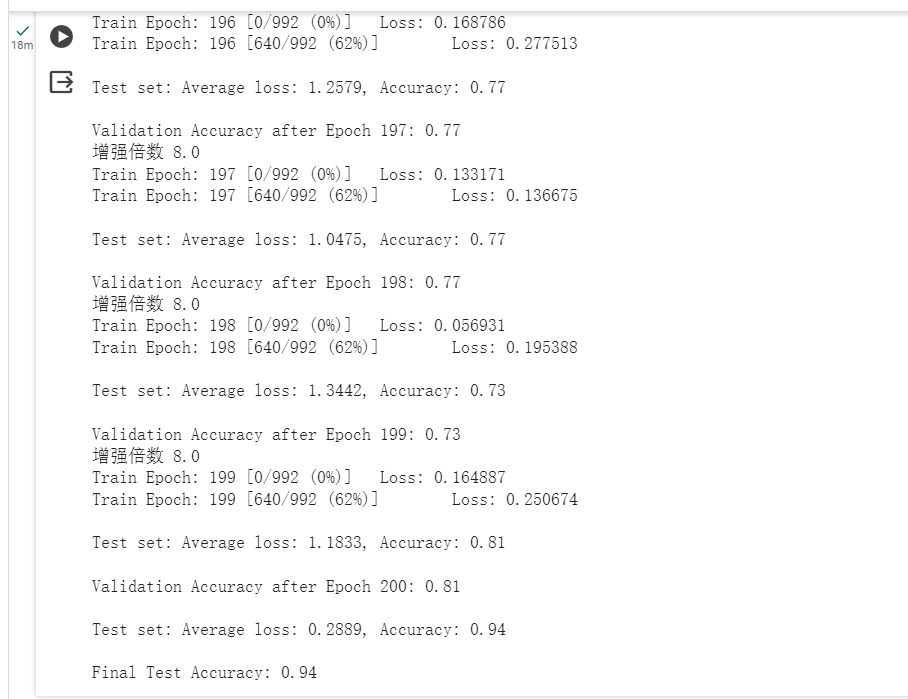 Train Epoch: 196 [0/992 (0%)]	Loss: 0.168786
18m
Train Epoch: 196 [640/992 (62%)]	Loss: 0.277513
Test set: Average loss: 1.2579, Accuracy: 0.77
Validation Accuracy after Epoch 197: 0.77
增强倍数 8.0
Train Epoch: 197 [0/992 (0%)]	Loss: 0.133171
Train Epoch: 197 [640/992 (62%)]	Loss: 0.136675
Test set: Average loss: 1.0475, Accuracy: 0.77
Validation Accuracy after Epoch 198: 0.77
增强倍数 8.0
Train Epoch: 198 [0/992 (0%)]	Loss: 0.056931
Train Epoch: 198 [640/992 (62%)]	Loss: 0.195388
Test set: Average loss: 1.3442, Accuracy: 0.73
Validation Accuracy after Epoch 199: 0.73
增强倍数 8.0
Train Epoch: 199 [0/992 (0%)]	Loss: 0.164887
Train Epoch: 199 [640/992 (62%)]	Loss: 0.250674
Test set: Average loss: 1.1833, Accuracy: 0.81
Validation Accuracy after Epoch 200: 0.81
Test set: Average loss: 0.2889, Accuracy: 0.94
Final Test Accuracy: 0.94